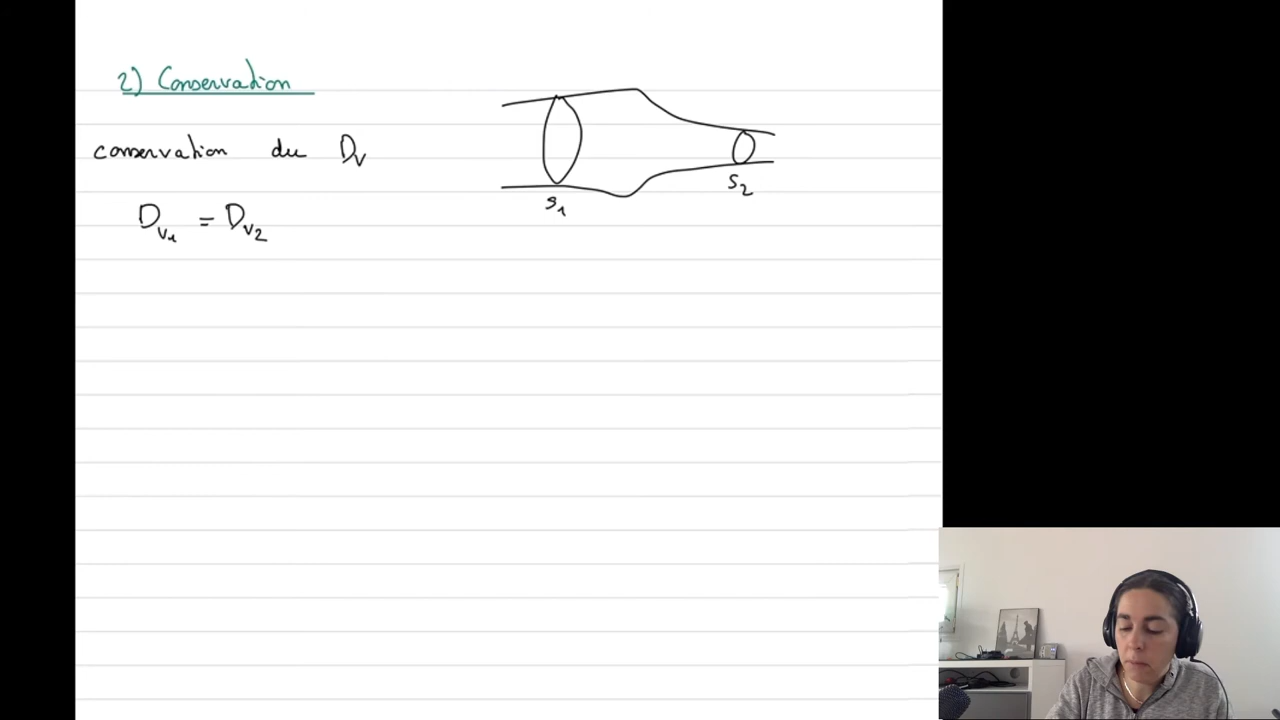 2) Conservation
conservation du Dv
Dv1 = Dv2
S1
S2